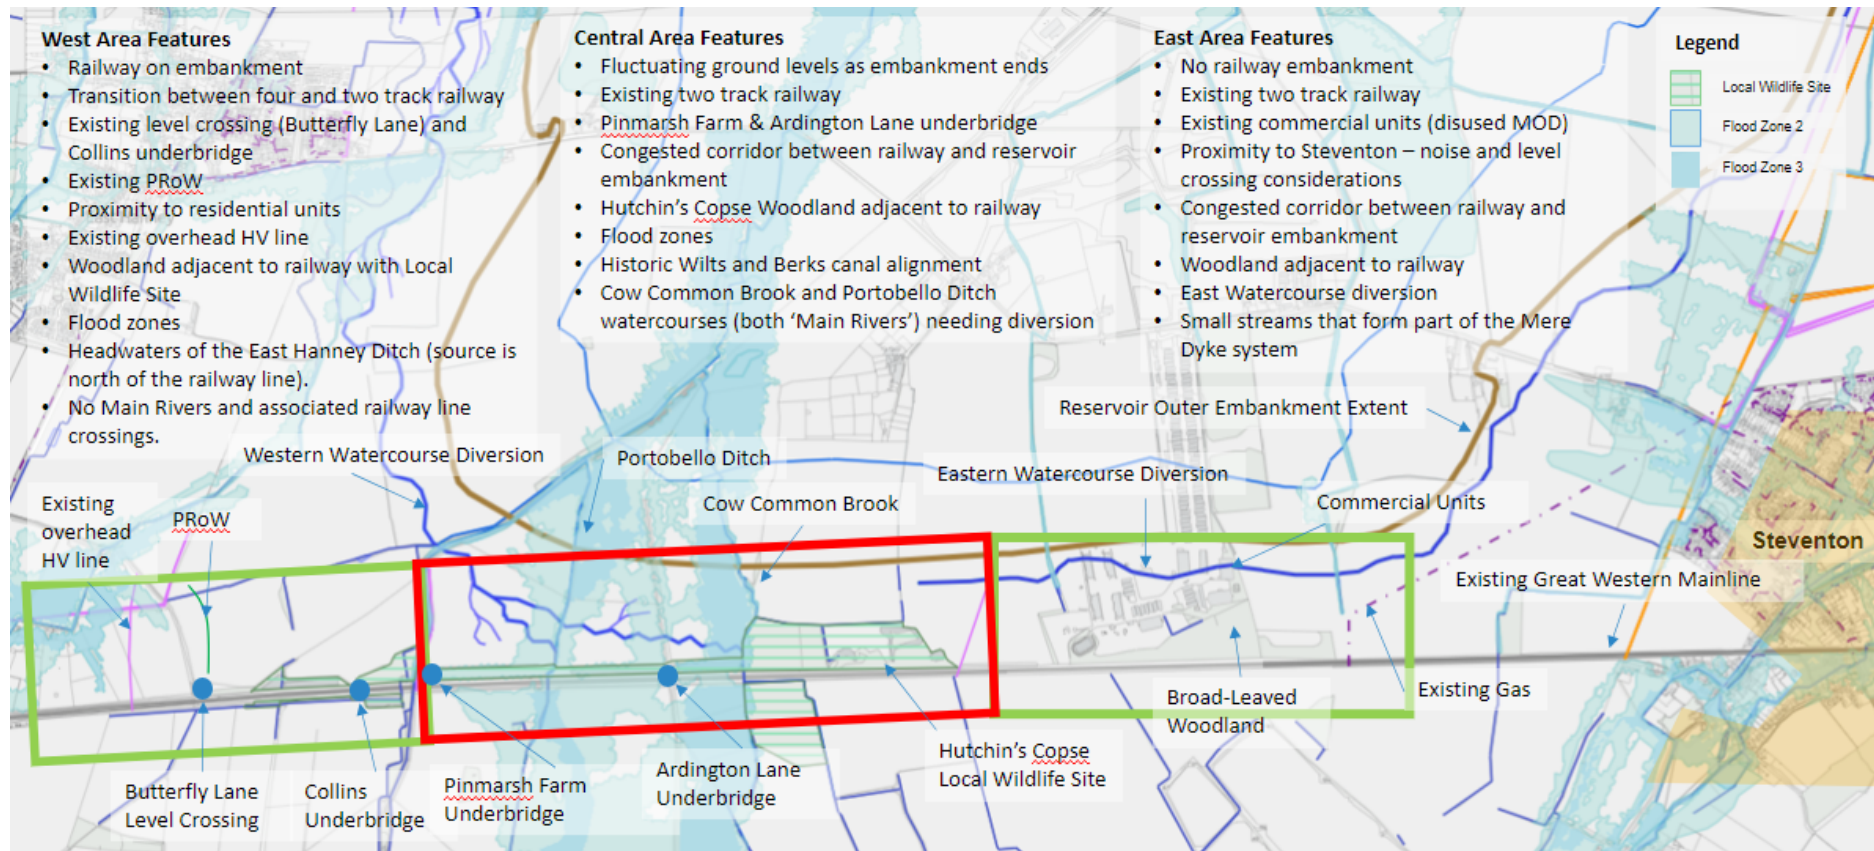 West Area Features
• Railway on embankment
• Transition between four and two track railway
• Existing level crossing (Butterfly Lane) and
Collins underbridge
• Existing PRoW
• Proximity to residential units
• Existing overhead HV line
• Woodland adjacent to railway with Local
Wildlife Site
• Flood zones
• Headwaters of the East Hanney Ditch (source is
north of the railway line).
• No Main Rivers and associated railway line
crossings.
Central Area Features
• Fluctuating ground levels as embankment ends
• Existing two track railway
• Pinmarsh Farm & Ardington Lane underbridge
• Congested corridor between railway and reservoir
embankment
• Hutchin's Copse Woodland adjacent to railway
• Flood zones
• Historic Wilts and Berks canal alignment
• Cow Common Brook and Portobello Ditch
watercourses (both 'Main Rivers') needing diversion
East Area Features
• No railway embankment
• Existing two track railway
• Existing commercial units (disused MOD)
• Proximity to Steventon – noise and level
crossing considerations
• Congested corridor between railway and
reservoir embankment
• Woodland adjacent to railway
• East Watercourse diversion
• Small streams that form part of the Mere
Dyke system
Legend
Local Wildlife Site
Flood Zone 2
Flood Zone 3
Reservoir Outer Embankment Extent
Western Watercourse Diversion
Portobello Ditch
Eastern Watercourse Diversion
Existing
overhead
HV line
PRoW
Cow Common Brook
Commercial Units
Steventon
Existing Great Western Mainline
Existing Gas
Broad-Leaved
Woodland
Hutchin's Copse
Local Wildlife Site
Ardington Lane
Underbridge
Pinmarsh Farm
Underbridge
Collins
Underbridge
Butterfly Lane
Level Crossing